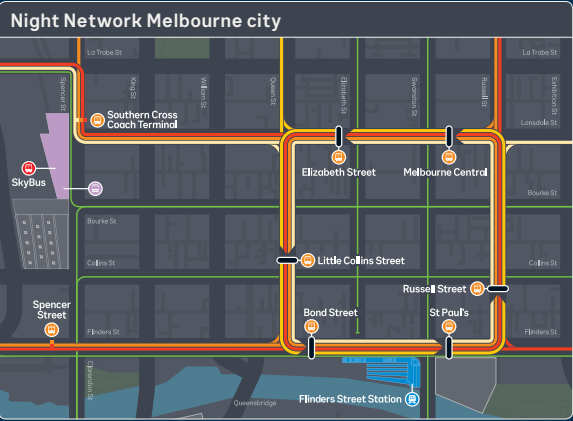 Night Network Melbourne city
La Trobe St
La Trobe St
Spencer St
King St
William St
Queen St
Elizabeth St
Swanston St
Russell St
Exhibition St
Southern Cross
Coach Terminal
Lonsdale St
SkyBus
Elizabeth Street
Melbourne Central
Bourke St
Bourke St
Collins St
Little Collins Street
Collins St
Russell Street
Spencer
Street
Bond Street
St Paul's
Flinders St
Flinders St
Clarendon St
Queensbridge
Flinders Street Station